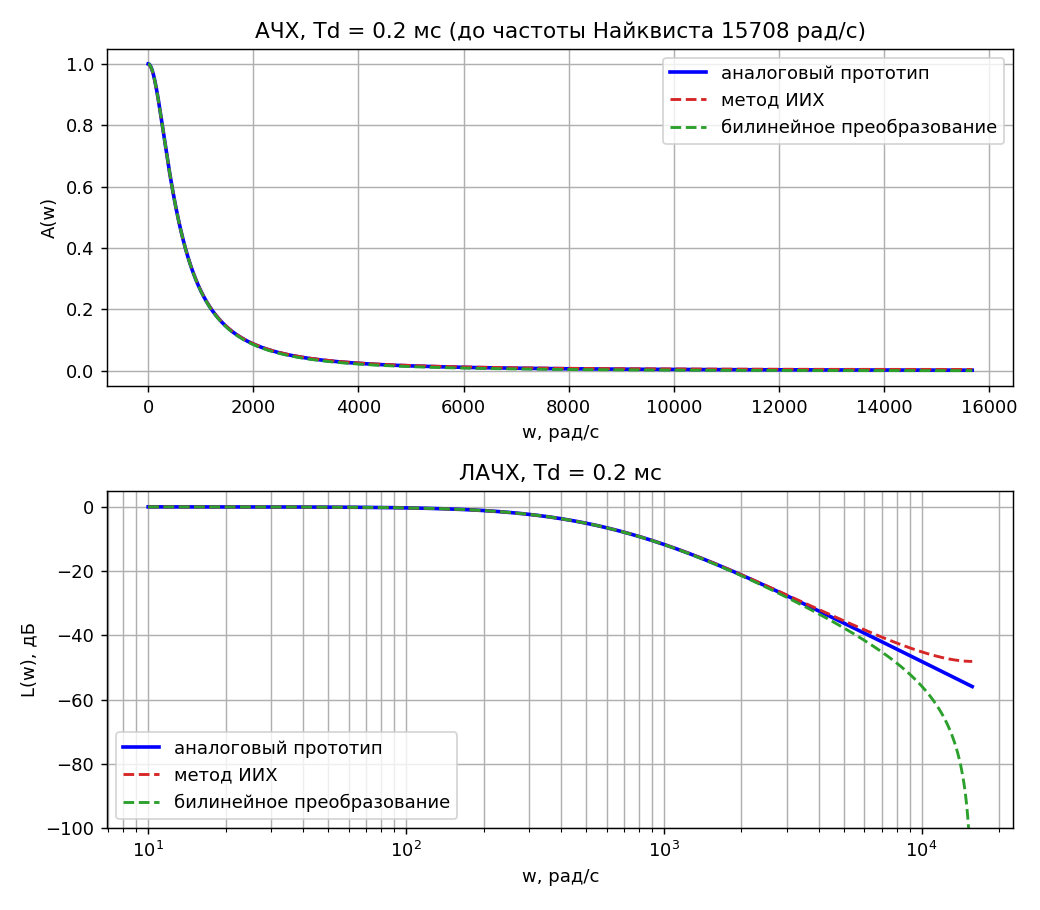 АЧХ, Td = 0.2 мс (до частоты Найквиста 15708 рад/с)
A(w)
1.0
0.8
0.6
0.4
0.2
0.0
аналоговый прототип
метод ИИХ
билинейное преобразование
0 2000 4000 6000 8000 10000 12000 14000 16000
w, рад/с
ЛАЧХ, Td = 0.2 мс
L(w), дБ
0
−20
−40
−60
−80
−100
аналоговый прототип
метод ИИХ
билинейное преобразование
10¹ 10² 10³ 10⁴
w, рад/с